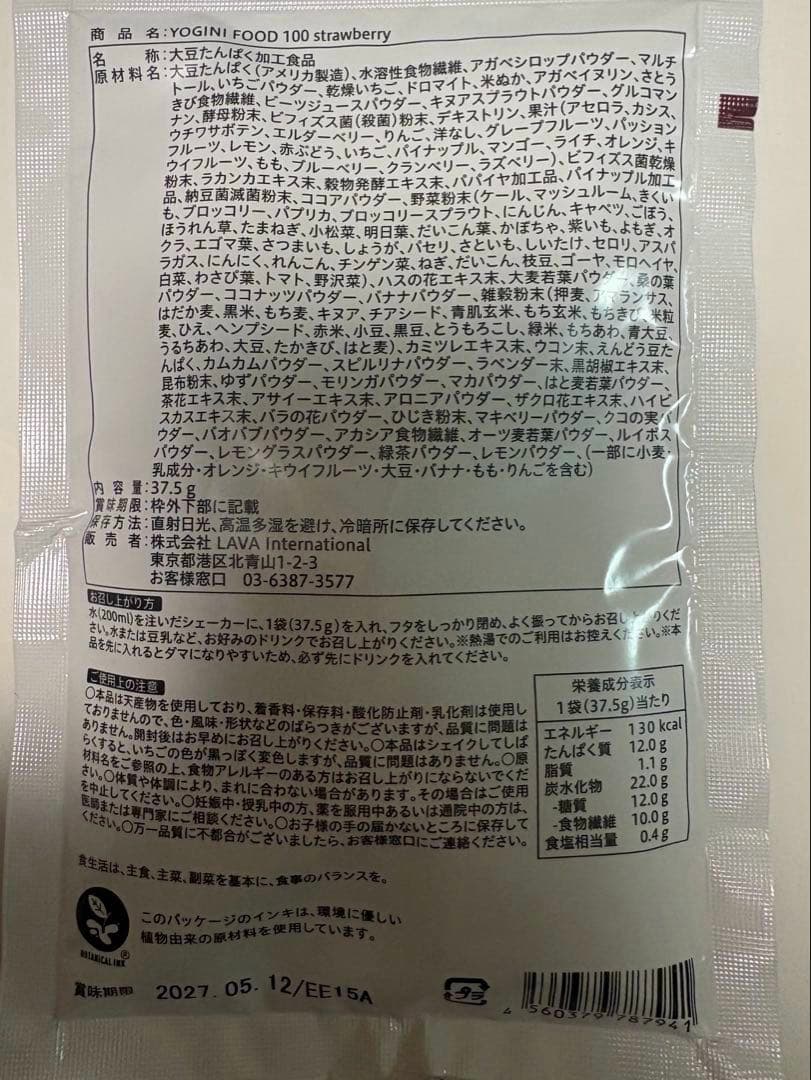 商品名:YOGINI FOOD 100 strawberry
名称:大豆たんぱく加工食品
原材料名:大豆たんぱく(アメリカ製造)、水溶性食物繊維、アガベシロップパウダー、マルチ
トール、いちごパウダー、乾燥いちご、ドロマイト、米ぬか、アガベイヌリン、さとう
きび食物繊維、ビーツジュースパウダー、キヌアスプラウトパウダー、グルコマン
ナン、酵母粉末、ビフィズス菌(殺菌)粉末、デキストリン、果汁(アセロラ、カシス、
ウチワサボテン、エルダーベリー、りんご、洋なし、グレープフルーツ、パッション
フルーツ、レモン、赤ぶどう、いちご、パイナップル、マンゴー、ライチ、オレンジ、キ
ウイフルーツ、もも、ブルーベリー、クランベリー、ラズベリー)、ビフィズス菌乾燥
粉末、ラカンカエキス末、穀物発酵エキス末、パパイヤ加工品、パイナップル加工
品、納豆菌滅菌粉末、ココアパウダー、野菜粉末(ケール、マッシュルーム、きくい
も、ブロッコリー、パプリカ、ブロッコリースプラウト、にんじん、キャベツ、ごぼう、
ほうれん草、たまねぎ、小松菜、明日葉、だいこん葉、かぼちゃ、紫いも、よもぎ、オ
クラ、エゴマ葉、さつまいも、しょうが、パセリ、さといも、しいたけ、セロリ、アスパ
ラガス、にんにく、れんこん、チンゲン菜、ねぎ、だいこん、枝豆、ゴーヤ、モロヘイヤ、
白菜、わさび葉、トマト、野沢菜)、ハスの花エキス末、大麦若葉パウダー、桑の葉
パウダー、ココナッツパウダー、バナナパウダー、雑穀粉末(押麦、アマランサス、
はだか麦、黒米、もち麦、キヌア、チアシード、青肌玄米、もち玄米、もちきび、米粒
麦、ひえ、ヘンプシード、赤米、小豆、黒豆、とうもろこし、緑米、もちあわ、青大豆、
うるちあわ、大豆、たかきび、はと麦)、カミツレエキス末、ウコン末、えんどう豆た
んぱく、カムカムパウダー、スピルリナパウダー、ラベンダー末、黒胡椒エキス末、
昆布粉末、ゆずパウダー、モリンガパウダー、マカパウダー、はと麦若葉パウダー、
茶花エキス末、アサイーエキス末、アロニアパウダー、ザクロ花エキス末、ハイビ
スカスエキス末、バラの花パウダー、ひじき粉末、マキベリーパウダー、クコの実パ
ウダー、バオバブパウダー、アカシア食物繊維、オーツ麦若葉パウダー、ルイボス
パウダー、レモングラスパウダー、緑茶パウダー、レモンパウダー、(一部に小麦・
乳成分・オレンジ・キウイフルーツ・大豆・バナナ・もも・りんごを含む)
内容量:37.5g
賞味期限:枠外下部に記載
保存方法:直射日光、高温多湿を避け、冷暗所に保存してください。
販売者:株式会社 LAVA International
東京都港区北青山1-2-3
お客様窓口 03-6387-3577
お召し上がり方
水(200ml)を注いだシェーカーに、1袋(37.5g)を入れ、フタをしっかり閉め、よく振ってからお召し上がりくだ
さい。水または豆乳など、お好みのドリンクでお召し上がりください。※熱湯でのご利用はお控えください。※本
品を先に入れるとダマになりやすいため、必ず先にドリンクを入れてください。
ご使用上の注意
○本品は天産物を使用しており、着香料・保存料・酸化防止剤・乳化剤は使用し
ておりませんので、色・風味・形状などのばらつきがございますが、品質に問題は
ありません。開封後はお早めにお召し上がりください。○本品はシェイクしてしば
らくすると、いちごの色が黒っぽく変色しますが、品質に問題はありません。○原
材料名をご参照の上、食物アレルギーのある方はお召し上がりにならないでくだ
さい。○体質や体調により、まれに合わない場合があります。その場合はご使用
を中止してください。○妊娠中・授乳中の方、薬を服用中あるいは通院中の方は、
医師または専門家にご相談ください。○お子様の手の届かないところに保存して
ください。○万一品質に不都合がございましたら、お客様窓口にご連絡ください。
栄養成分表示
1袋(37.5g)当たり
エネルギー 130 kcal
たんぱく質 12.0g
脂質 1.1g
炭水化物 22.0g
-糖質 12.0g
-食物繊維 10.0g
食塩相当量 0.4g
食生活は、主食、主菜、副菜を基本に、食事のバランスを。
このパッケージのインキは、環境に優しい
植物由来の原材料を使用しています。
BOTANICAL INK®
賞味期限 2027.05.12/EE15A
プラ
4 560379 787941